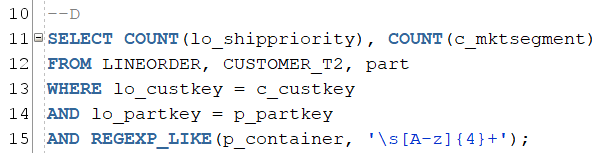 10 --D
11 SELECT COUNT(lo_shippriority), COUNT(c_mktsegment)
12 FROM LINEORDER, CUSTOMER_T2, part
13 WHERE lo_custkey = c_custkey
14 AND lo_partkey = p_partkey
15 AND REGEXP_LIKE(p_container, '\s[A-z]{4}+');